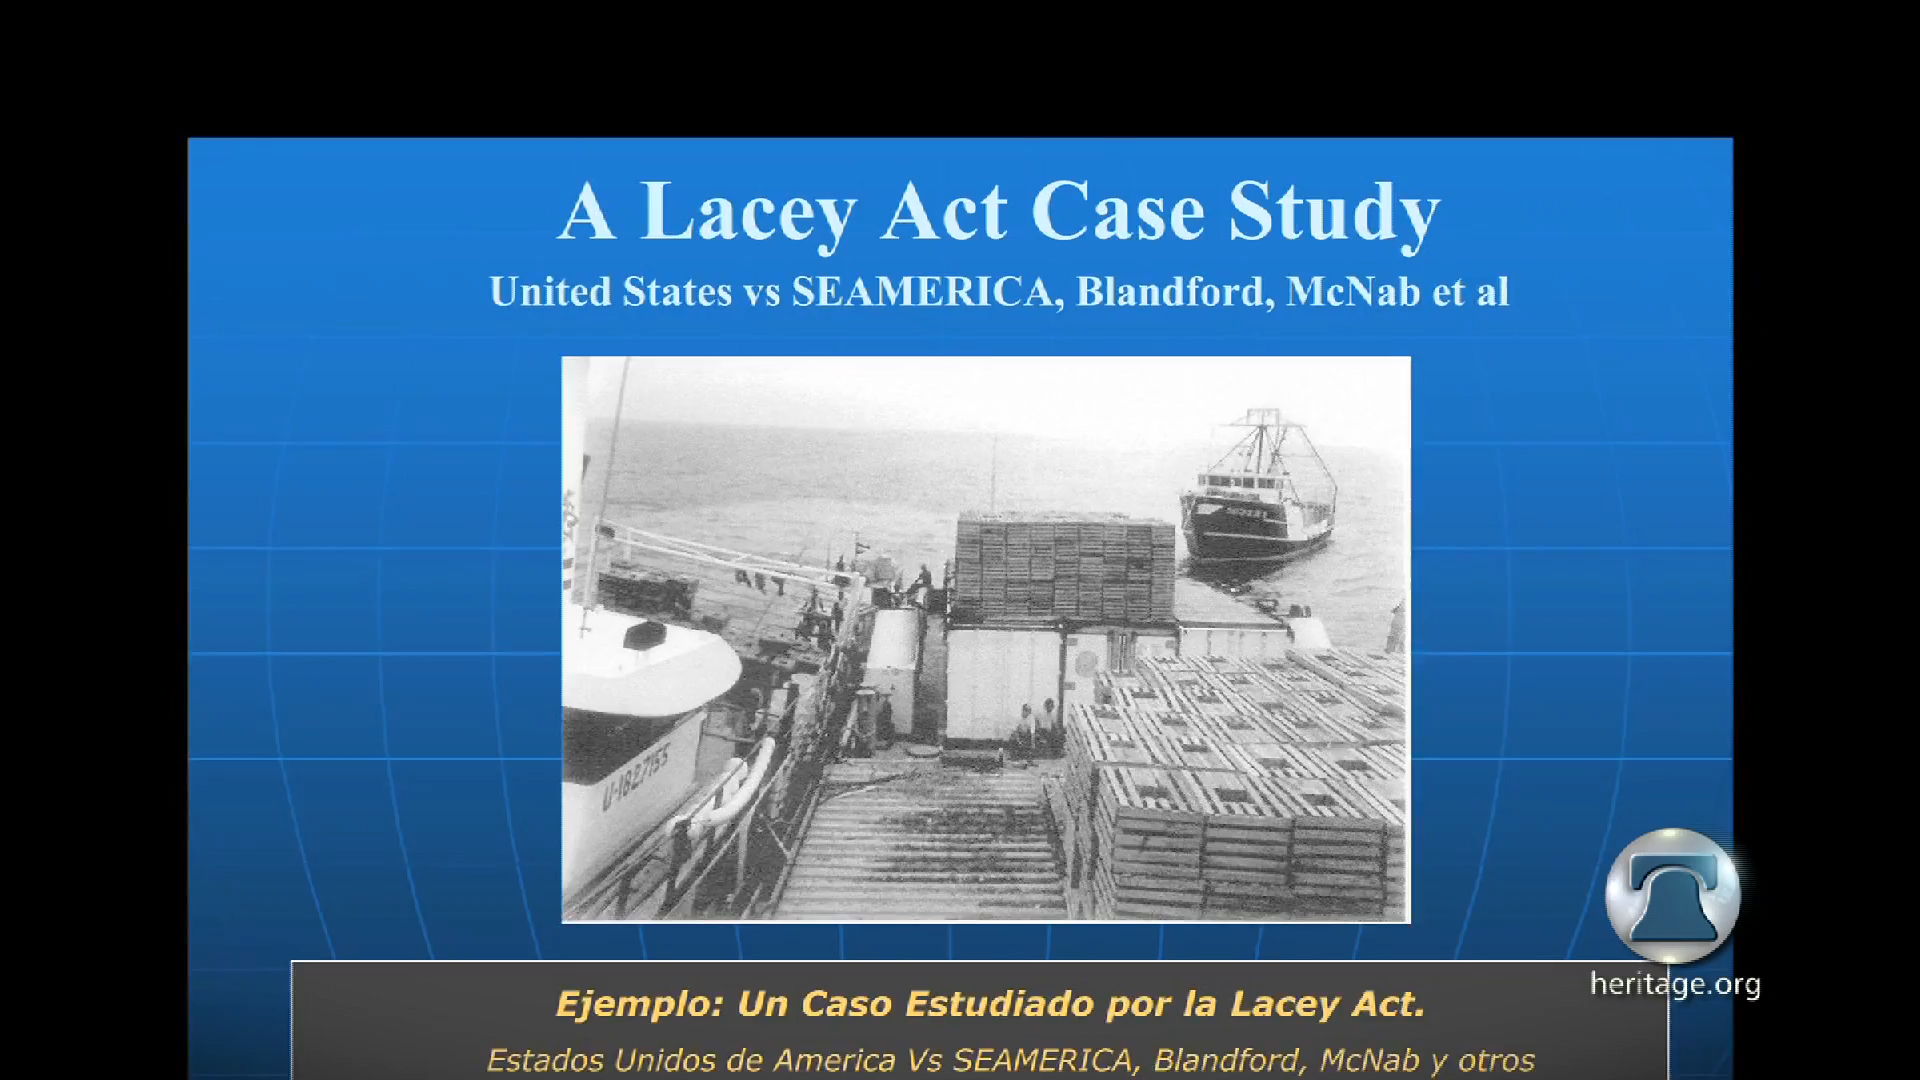 A Lacey Act Case Study
United States vs SEAMERICA, Blandford, McNab et al
U-1827155
heritage.org
Ejemplo: Un Caso Estudiado por la Lacey Act.
Estados Unidos de America Vs SEAMERICA, Blandford, McNab y otros